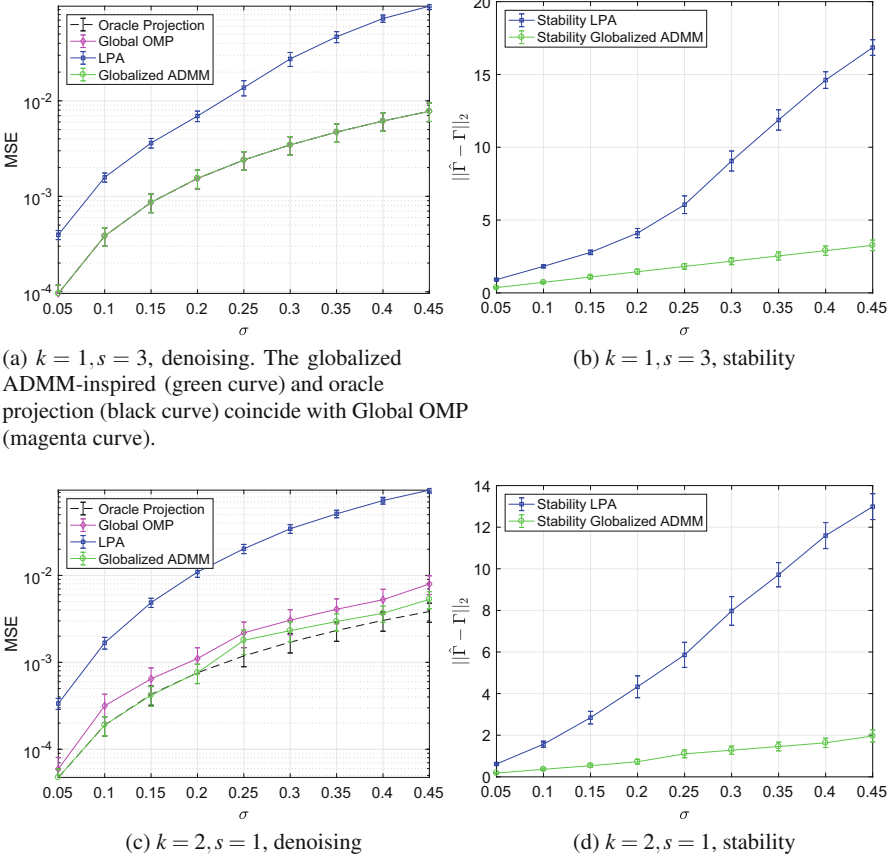 Oracle Projection
Global OMP
LPA
Globalized ADMM
10^-2
10^-3
10^-4
MSE
0.05 0.1 0.15 0.2 0.25 0.3 0.35 0.4 0.45
σ
Stability LPA
Stability Globalized ADMM
20
15
10
5
0
||Γ̂ − Γ||₂
0.05 0.1 0.15 0.2 0.25 0.3 0.35 0.4 0.45
σ
(a) k = 1, s = 3, denoising. The globalized
ADMM-inspired (green curve) and oracle
projection (black curve) coincide with Global OMP
(magenta curve).
(b) k = 1, s = 3, stability
Oracle Projection
Global OMP
LPA
Globalized ADMM
10^-2
10^-3
10^-4
MSE
0.05 0.1 0.15 0.2 0.25 0.3 0.35 0.4 0.45
σ
Stability LPA
Stability Globalized ADMM
14
12
10
8
6
4
2
0
||Γ̂ − Γ||₂
0.05 0.1 0.15 0.2 0.25 0.3 0.35 0.4 0.45
σ
(c) k = 2, s = 1, denoising
(d) k = 2, s = 1, stability